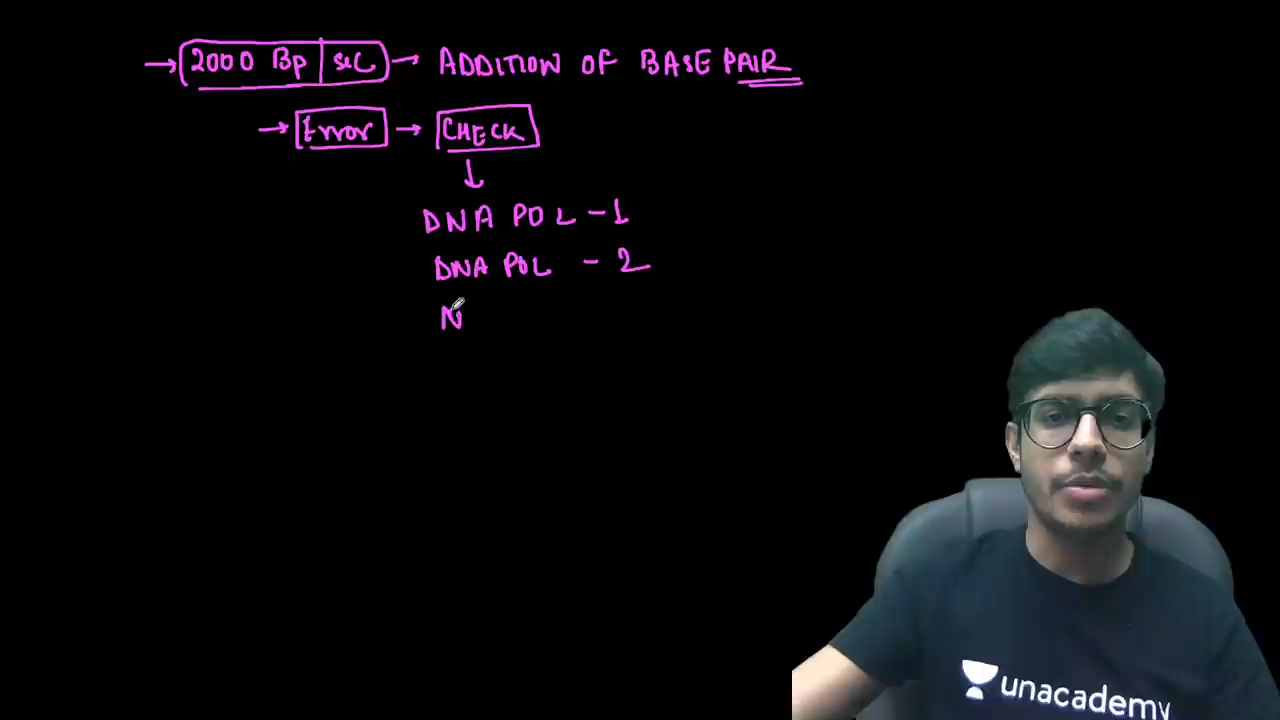 → 2000 Bp | sec → ADDITION OF BASE PAIR
→ Error → CHECK
↓
DNA POL - 1
DNA POL - 2
N
unacademy